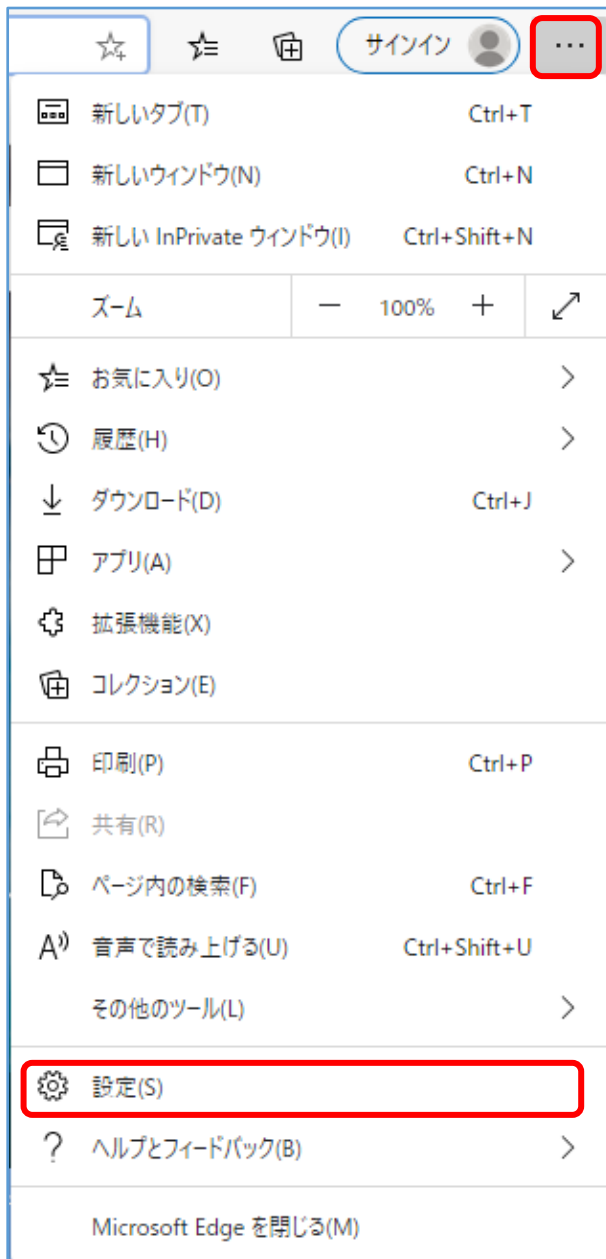 サインイン ...
新しいタブ(T) Ctrl+T
新しいウィンドウ(N) Ctrl+N
新しい InPrivate ウィンドウ(I) Ctrl+Shift+N
ズーム － 100% ＋
お気に入り(O)
履歴(H)
ダウンロード(D) Ctrl+J
アプリ(A)
拡張機能(X)
コレクション(E)
印刷(P) Ctrl+P
共有(R)
ページ内の検索(F) Ctrl+F
音声で読み上げる(U) Ctrl+Shift+U
その他のツール(L)
設定(S)
ヘルプとフィードバック(B)
Microsoft Edge を閉じる(M)